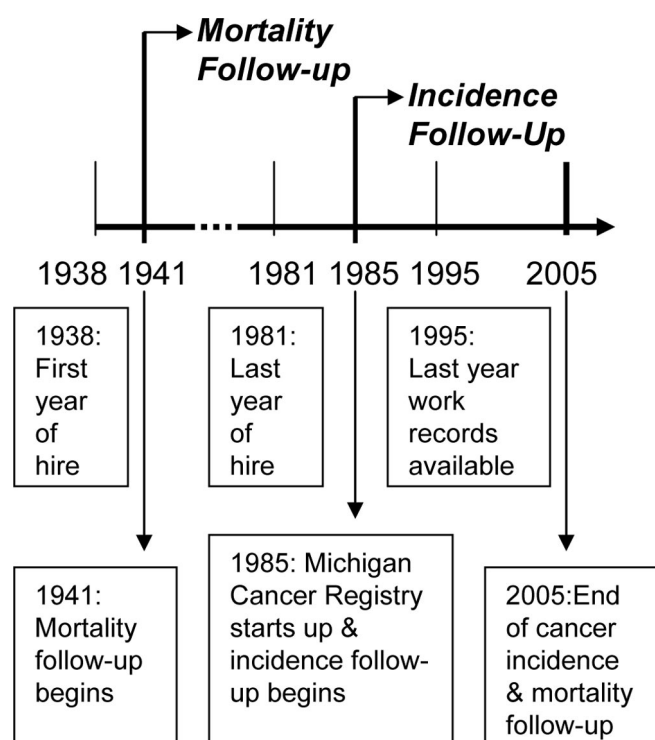 Mortality
Follow-up
Incidence
Follow-Up
1938 1941 1981 1985 1995 2005
1938:
First
year
of
hire
1981:
Last
year
of
hire
1995:
Last year
work
records
available
1941:
Mortality
follow-up
begins
1985: Michigan
Cancer Registry
starts up &
incidence follow-
up begins
2005:End
of cancer
incidence
& mortality
follow-up